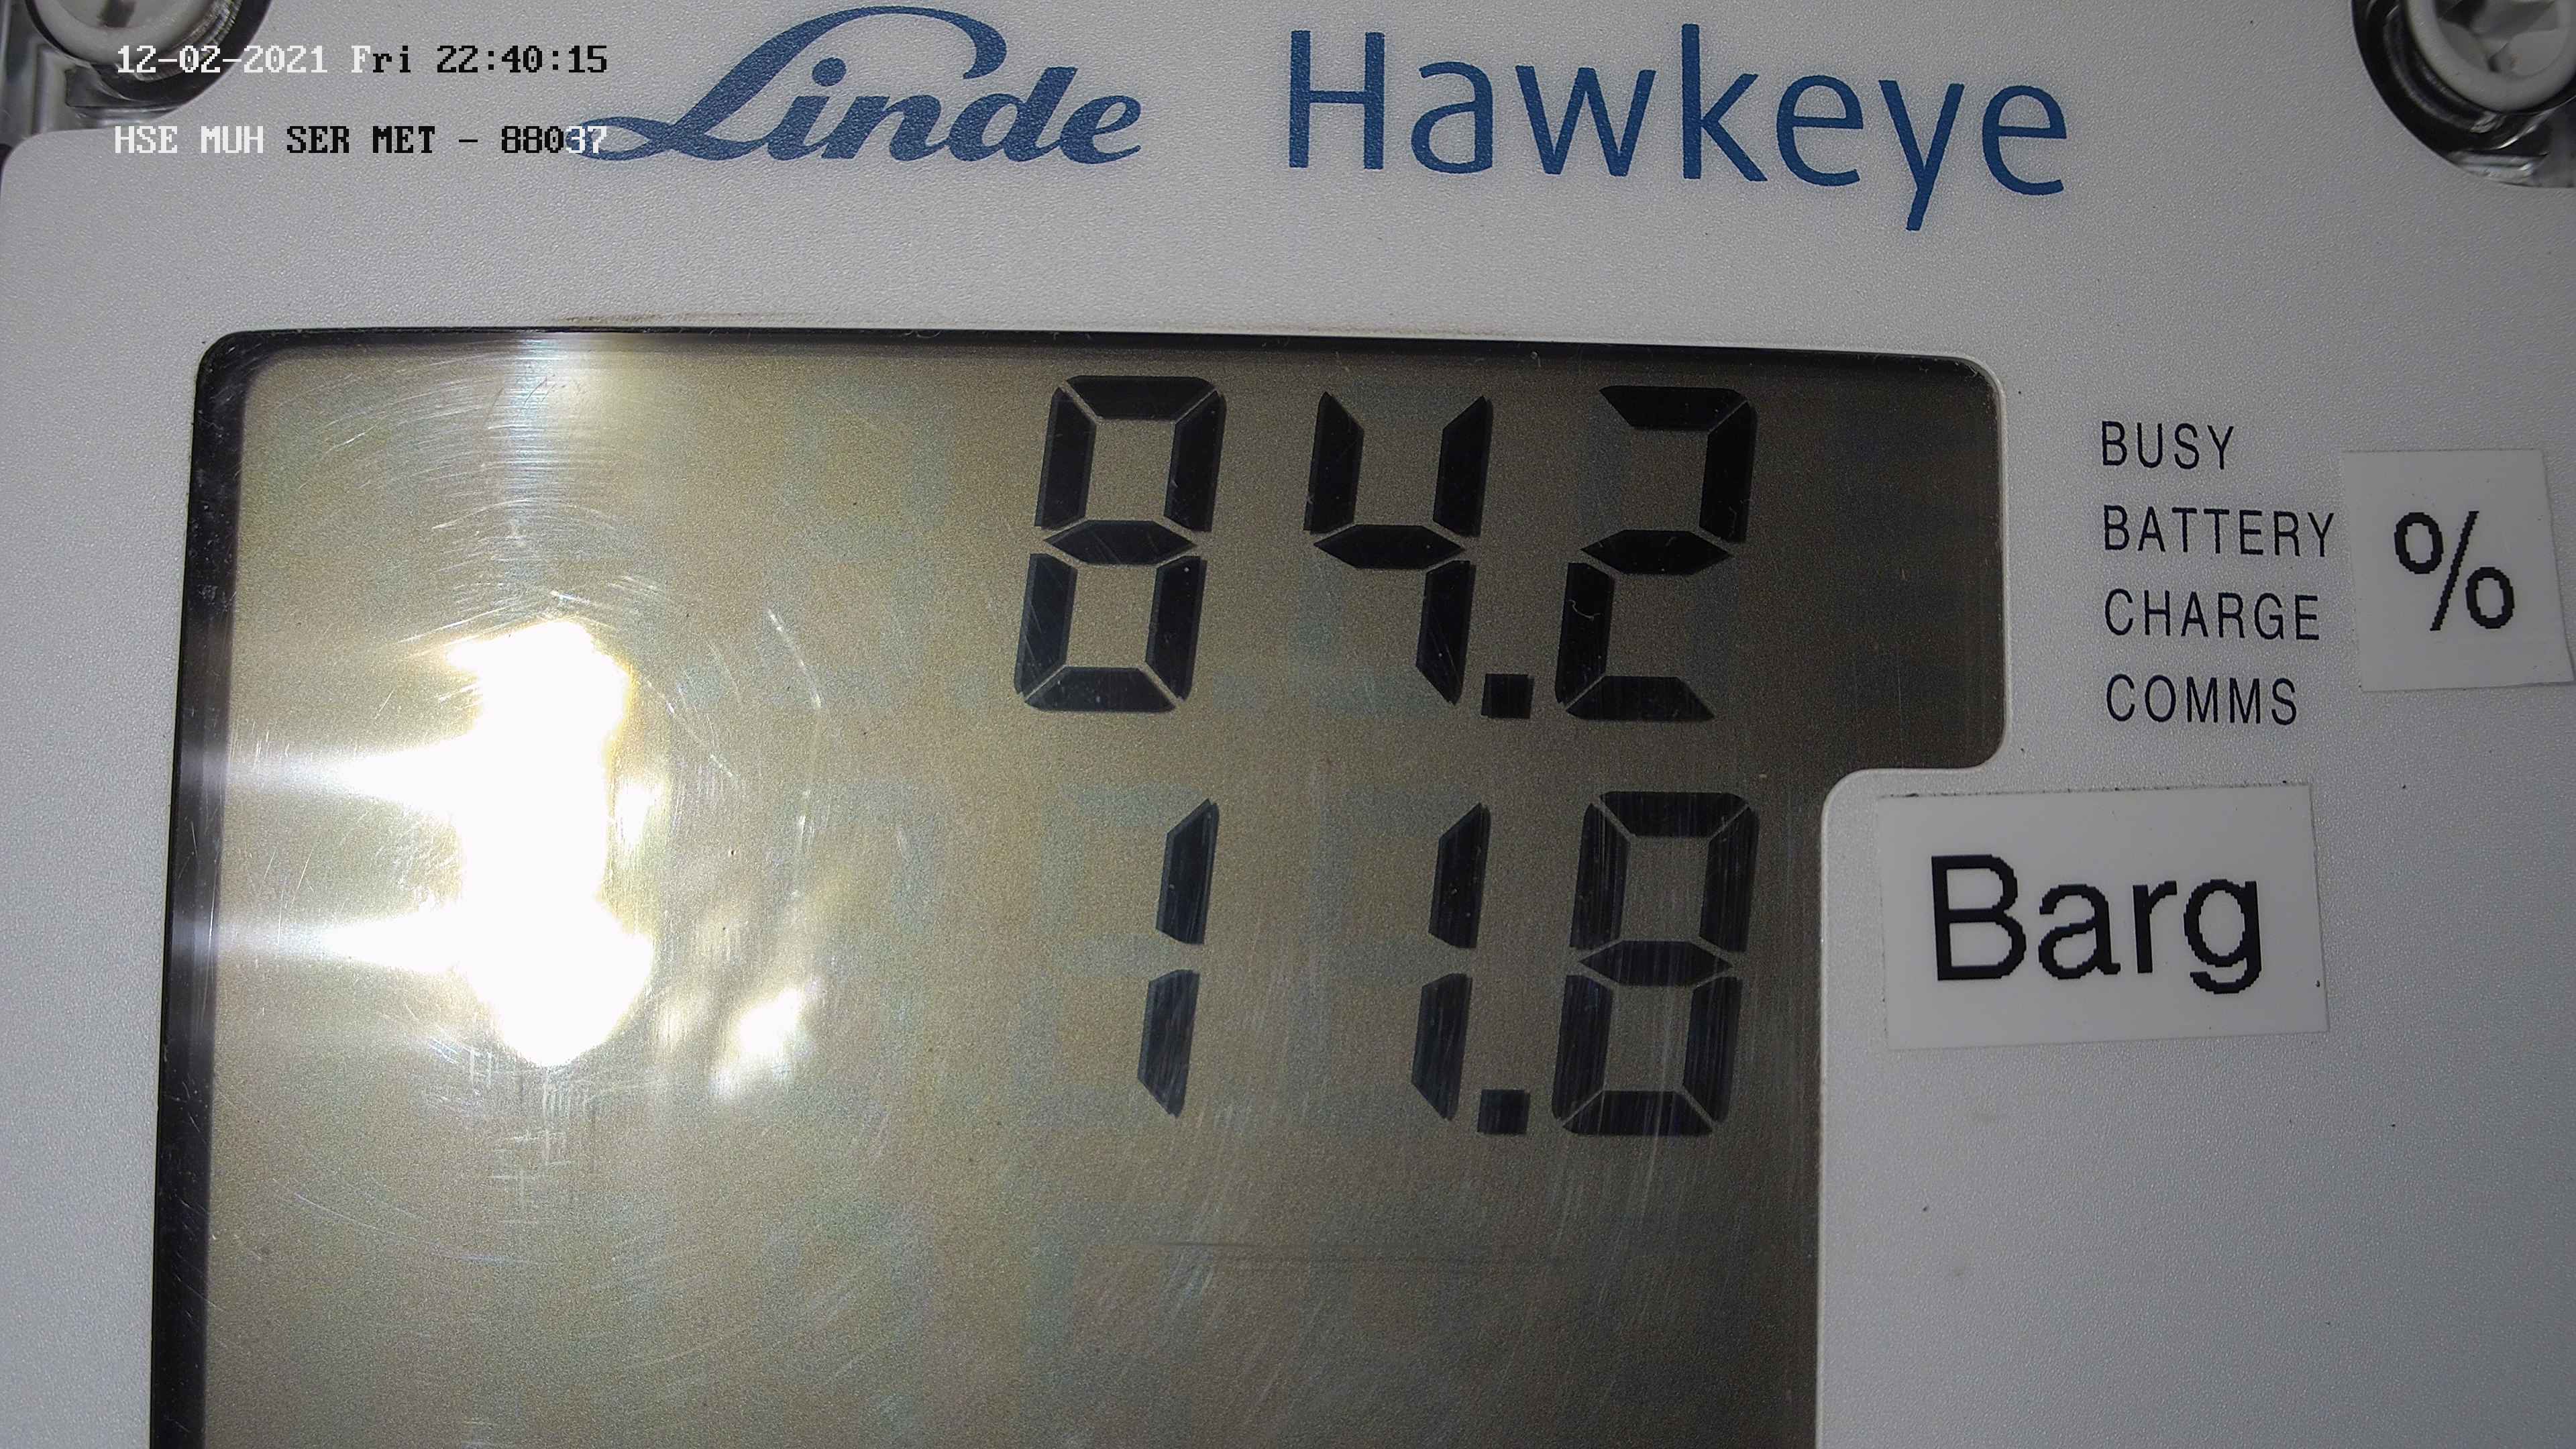 12-02-2021 Fri 22:40:15
HSE MUH SER MET - 88037
Linde Hawkeye
84.2
BUSY
BATTERY
CHARGE
COMMS
%
11.8
Barg